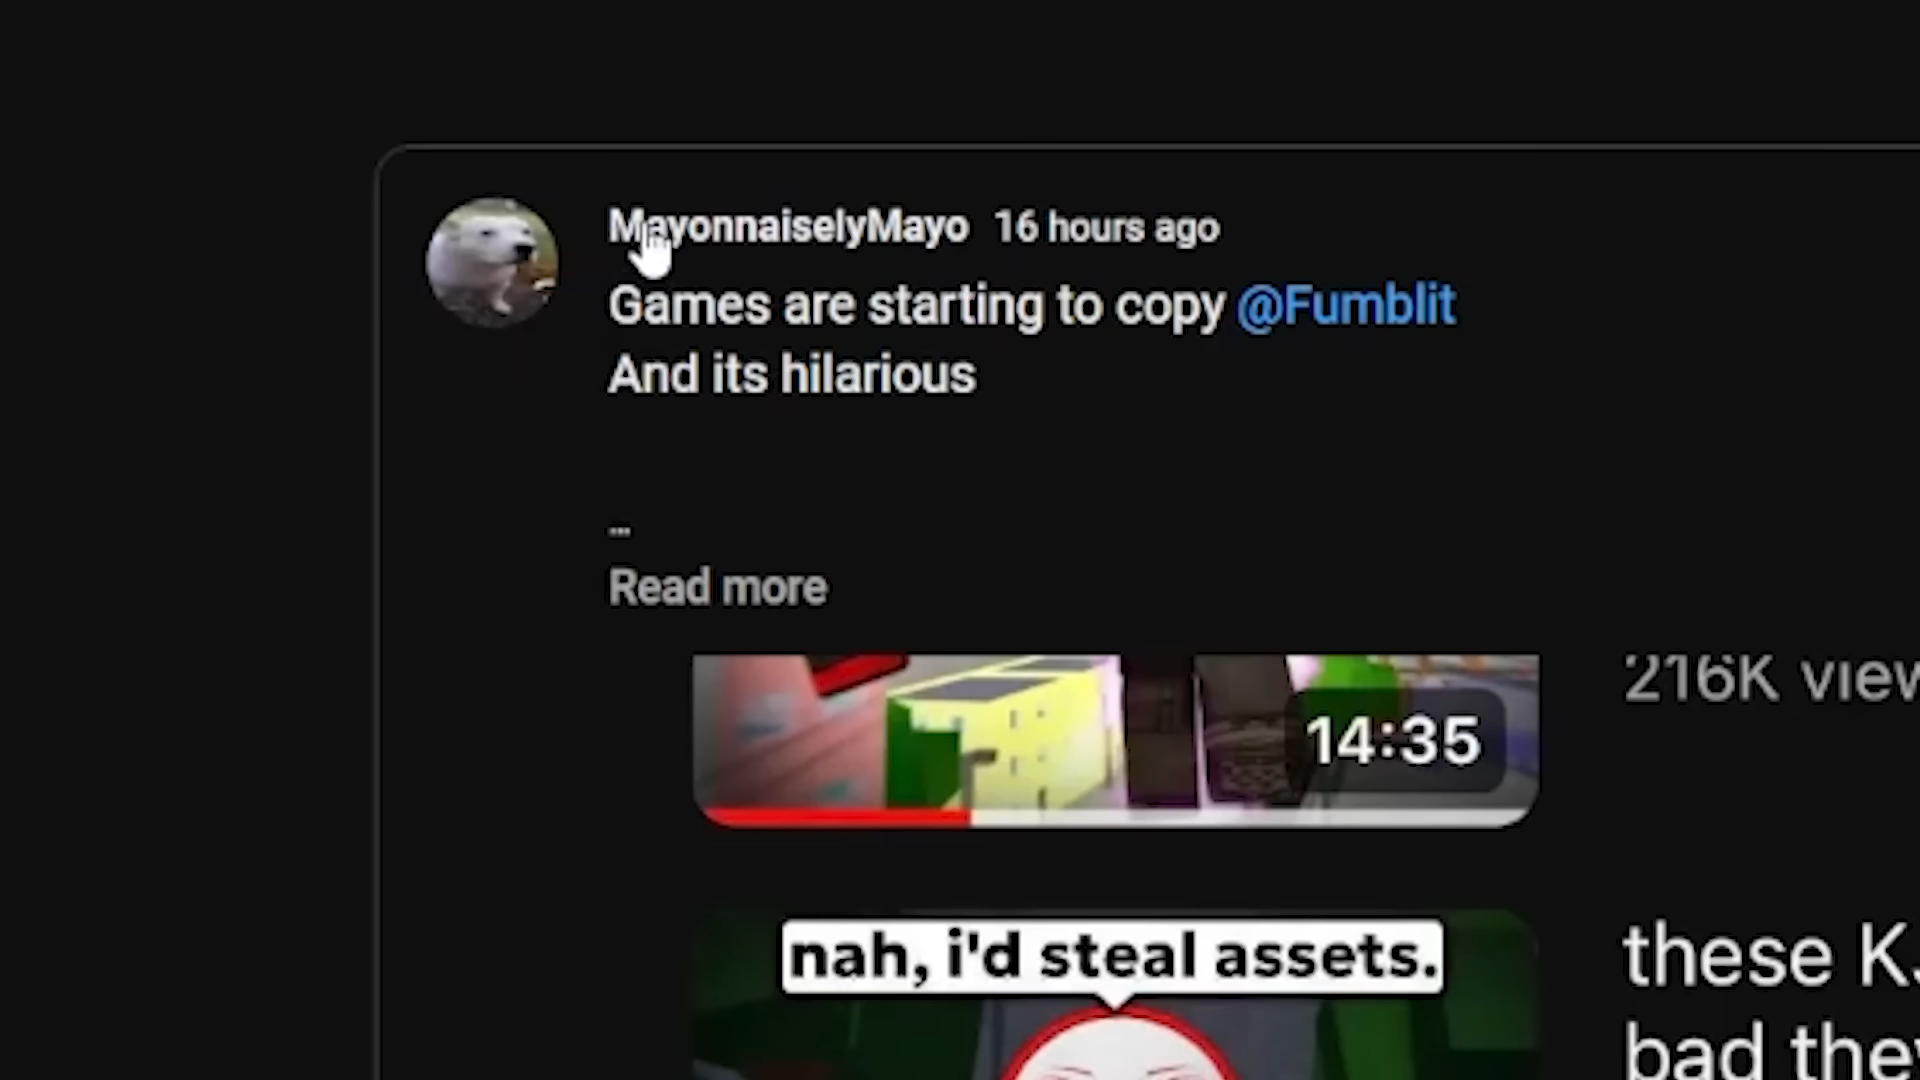 MayonnaiselyMayo 16 hours ago
Games are starting to copy @Fumblit
And its hilarious
...
Read more
14:35
216K view
nah, i'd steal assets.
these K
bad they